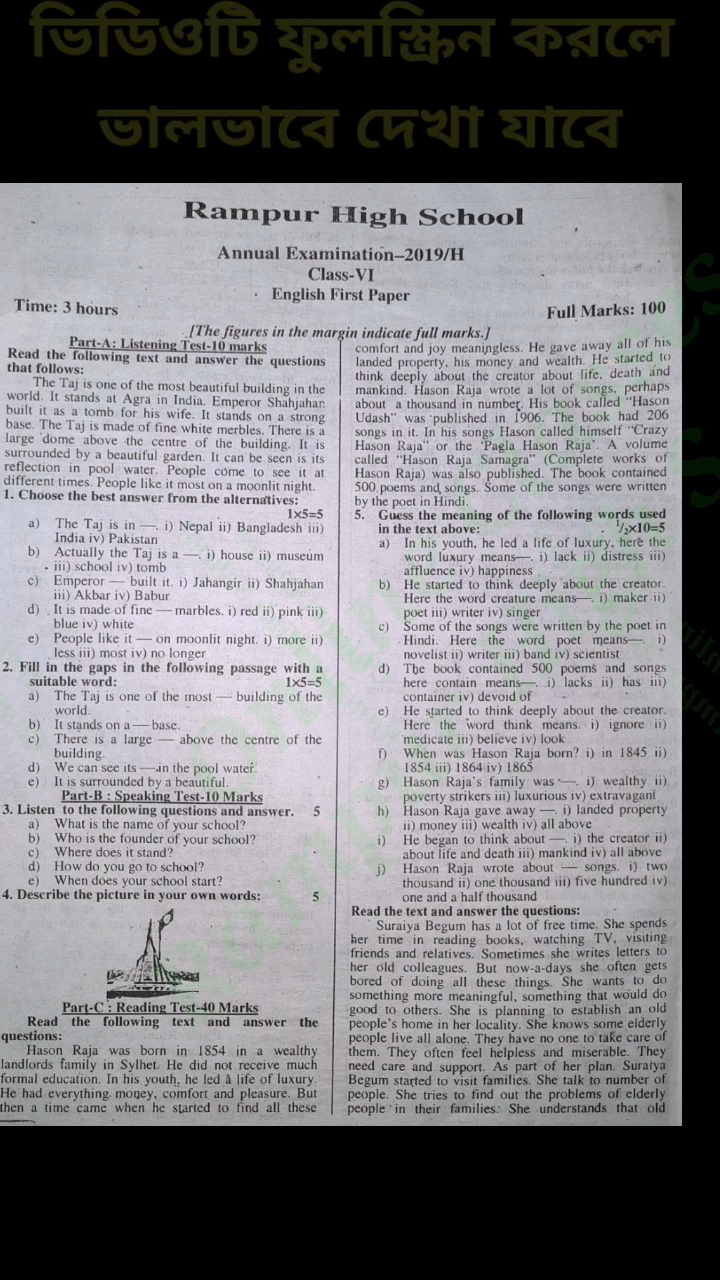 ভিডিওটি ফুলস্ক্রিন করলে
ভালভাবে দেখা যাবে
Rampur High School
Annual Examination–2019/H
Class-VI
English First Paper
Time: 3 hours
Full Marks: 100
[The figures in the margin indicate full marks.]
Part-A: Listening Test-10 marks
Read the following text and answer the questions
that follows:
The Taj is one of the most beautiful building in the
world. It stands at Agra in India. Emperor Shahjahan
built it as a tomb for his wife. It stands on a strong
base. The Taj is made of fine white merbles. There is a
large dome above the centre of the building. It is
surrounded by a beautiful garden. It can be seen is its
reflection in pool water. People come to see it at
different times. People like it most on a moonlit night.
1. Choose the best answer from the alternatives:
1x5=5
a) The Taj is in —. i) Nepal ii) Bangladesh iii)
India iv) Pakistan
b) Actually the Taj is a —. i) house ii) museum
iii) school iv) tomb
c) Emperor — built it. i) Jahangir ii) Shahjahan
iii) Akbar iv) Babur
d) It is made of fine — marbles. i) red ii) pink iii)
blue iv) white
e) People like it — on moonlit night. i) more ii)
less iii) most iv) no longer
2. Fill in the gaps in the following passage with a
suitable word: 1x5=5
a) The Taj is one of the most — building of the
world.
b) It stands on a — base.
c) There is a large — above the centre of the
building.
d) We can see its —in the pool water.
e) It is surrounded by a beautiful.
Part-B : Speaking Test-10 Marks
3. Listen to the following questions and answer. 5
a) What is the name of your school?
b) Who is the founder of your school?
c) Where does it stand?
d) How do you go to school?
e) When does your school start?
4. Describe the picture in your own words: 5
Part-C : Reading Test-40 Marks
Read the following text and answer the
questions:
Hason Raja was born in 1854 in a wealthy
landlords family in Sylhet. He did not receive much
formal education. In his youth, he led a life of luxury.
He had everything money, comfort and pleasure. But
then a time came when he started to find all these
comfort and joy meaningless. He gave away all of his
landed property, his money and wealth. He started to
think deeply about the creator about life, death and
mankind. Hason Raja wrote a lot of songs, perhaps
about a thousand in number. His book called "Hason
Udash" was published in 1906. The book had 206
songs in it. In his songs Hason called himself "Crazy
Hason Raja" or the 'Pagla Hason Raja'. A volume
called "Hason Raja Samagra" (Complete works of
Hason Raja) was also published. The book contained
500 poems and songs. Some of the songs were written
by the poet in Hindi.
5. Guess the meaning of the following words used
in the text above: 1/2x10=5
a) In his youth, he led a life of luxury, here the
word luxury means—. i) lack ii) distress iii)
affluence iv) happiness
b) He started to think deeply about the creator.
Here the word creature means—. i) maker ii)
poet iii) writer iv) singer
c) Some of the songs were written by the poet in
Hindi. Here the word poet means—. i)
novelist ii) writer iii) band iv) scientist
d) The book contained 500 poems and songs
here contain means—. i) lacks ii) has iii)
container iv) devoid of
e) He started to think deeply about the creator.
Here the word think means. i) ignore ii)
medicate iii) believe iv) look
f) When was Hason Raja born? i) in 1845 ii)
1854 iii) 1864 iv) 1865
g) Hason Raja's family was —. i) wealthy ii)
poverty strikers iii) luxurious iv) extravagant
h) Hason Raja gave away —. i) landed property
ii) money iii) wealth iv) all above
i) He began to think about —. i) the creator ii)
about life and death iii) mankind iv) all above
j) Hason Raja wrote about — songs. i) two
thousand ii) one thousand iii) five hundred iv)
one and a half thousand
Read the text and answer the questions:
Suraiya Begum has a lot of free time. She spends
her time in reading books, watching TV, visiting
friends and relatives. Sometimes she writes letters to
her old colleagues. But now-a-days she often gets
bored of doing all these things. She wants to do
something more meaningful, something that would do
good to others. She is planning to establish an old
people's home in her locality. She knows some elderly
people live all alone. They have no one to take care of
them. They often feel helpless and miserable. They
need care and support. As part of her plan. Suraiya
Begum started to visit families. She talk to number of
people. She tries to find out the problems of elderly
people in their families. She understands that old